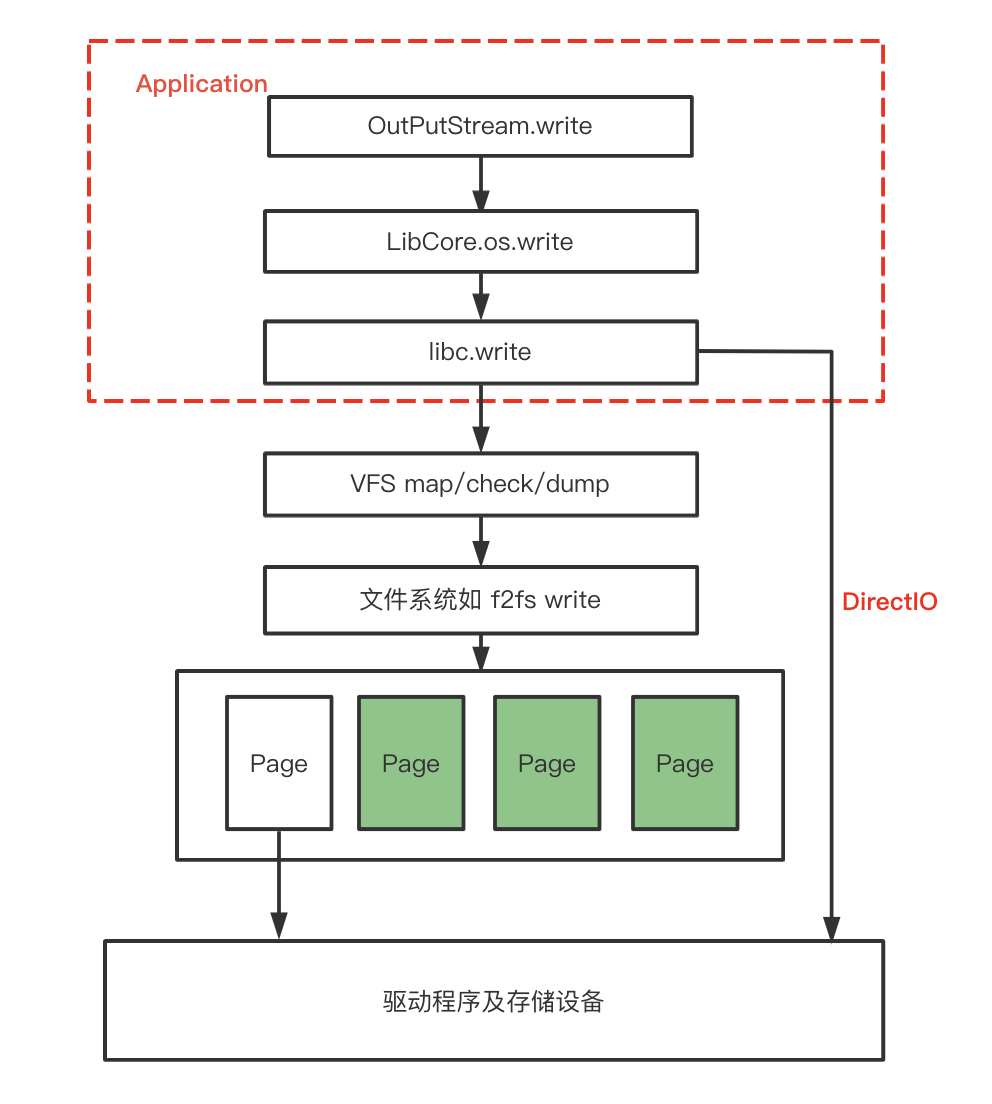 Application
OutPutStream.write
LibCore.os.write
libc.write
VFS map/check/dump
文件系统如 f2fs write
DirectIO
Page
Page
Page
Page
驱动程序及存储设备